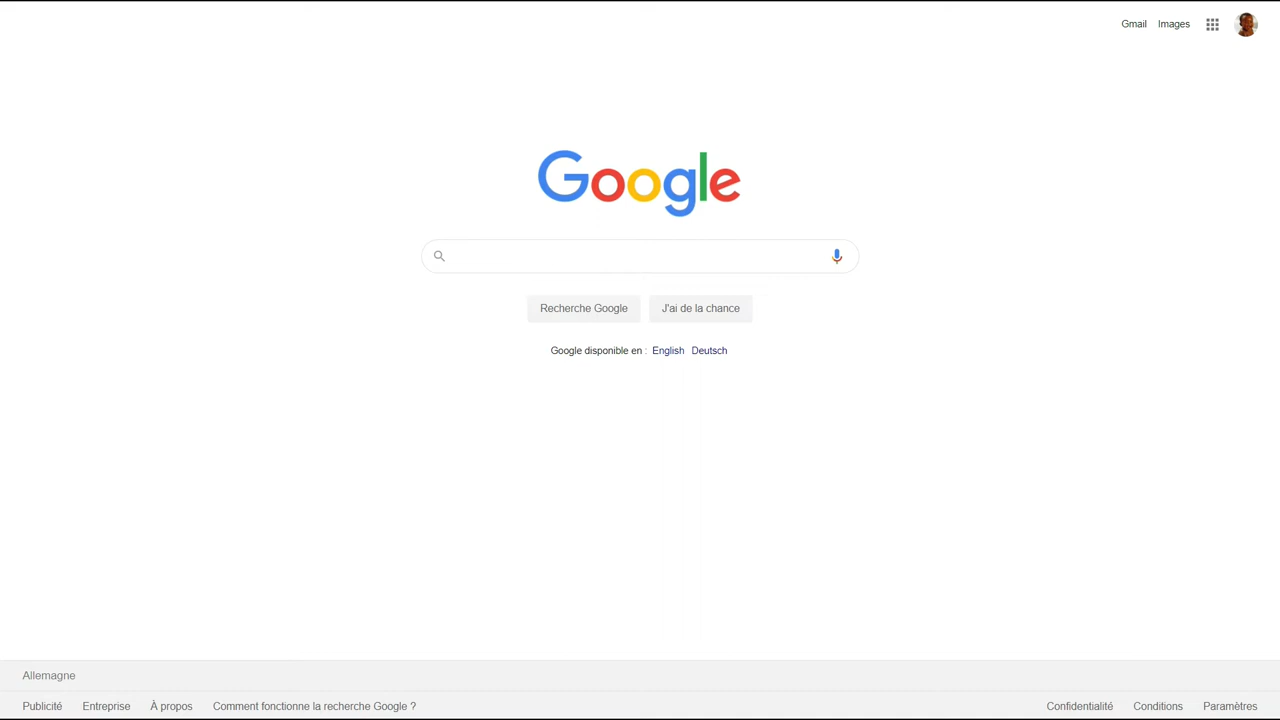 Gmail Images
Google
Recherche Google J'ai de la chance
Google disponible en : English Deutsch
Allemagne
Publicité Entreprise À propos Comment fonctionne la recherche Google ? Confidentialité Conditions Paramètres